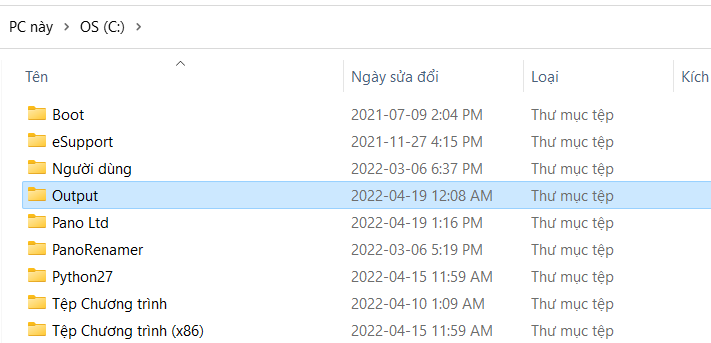 PC này > OS (C:) >
Tên Ngày sửa đổi Loại Kích
Boot 2021-07-09 2:04 PM Thư mục tệp
eSupport 2021-11-27 4:15 PM Thư mục tệp
Người dùng 2022-03-06 6:37 PM Thư mục tệp
Output 2022-04-19 12:08 AM Thư mục tệp
Pano Ltd 2022-04-19 1:16 PM Thư mục tệp
PanoRenamer 2022-03-06 5:19 PM Thư mục tệp
Python27 2022-04-15 11:59 AM Thư mục tệp
Tệp Chương trình 2022-04-10 1:09 AM Thư mục tệp
Tệp Chương trình (x86) 2022-04-15 11:59 AM Thư mục tệp